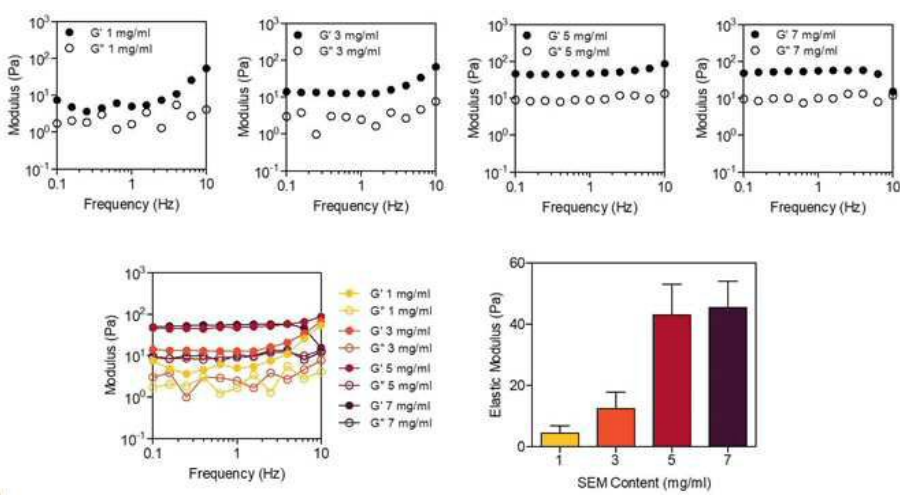 G' 1 mg/ml
G" 1 mg/ml
10³
10²
10¹
10⁰
10⁻¹
Modulus (Pa)
0.1 1 10
Frequency (Hz)
G' 3 mg/ml
G" 3 mg/ml
10³
10²
10¹
10⁰
10⁻¹
Modulus (Pa)
0.1 1 10
Frequency (Hz)
G' 5 mg/ml
G" 5 mg/ml
10³
10²
10¹
10⁰
10⁻¹
Modulus (Pa)
0.1 1 10
Frequency (Hz)
G' 7 mg/ml
G" 7 mg/ml
10³
10²
10¹
10⁰
10⁻¹
Modulus (Pa)
0.1 1 10
Frequency (Hz)
10³
10²
10¹
10⁰
10⁻¹
Modulus (Pa)
0.1 1 10
Frequency (Hz)
G' 1 mg/ml
G" 1 mg/ml
G' 3 mg/ml
G" 3 mg/ml
G' 5 mg/ml
G" 5 mg/ml
G' 7 mg/ml
G" 7 mg/ml
60
40
20
0
Elastic Modulus (Pa)
1 3 5 7
SEM Content (mg/ml)